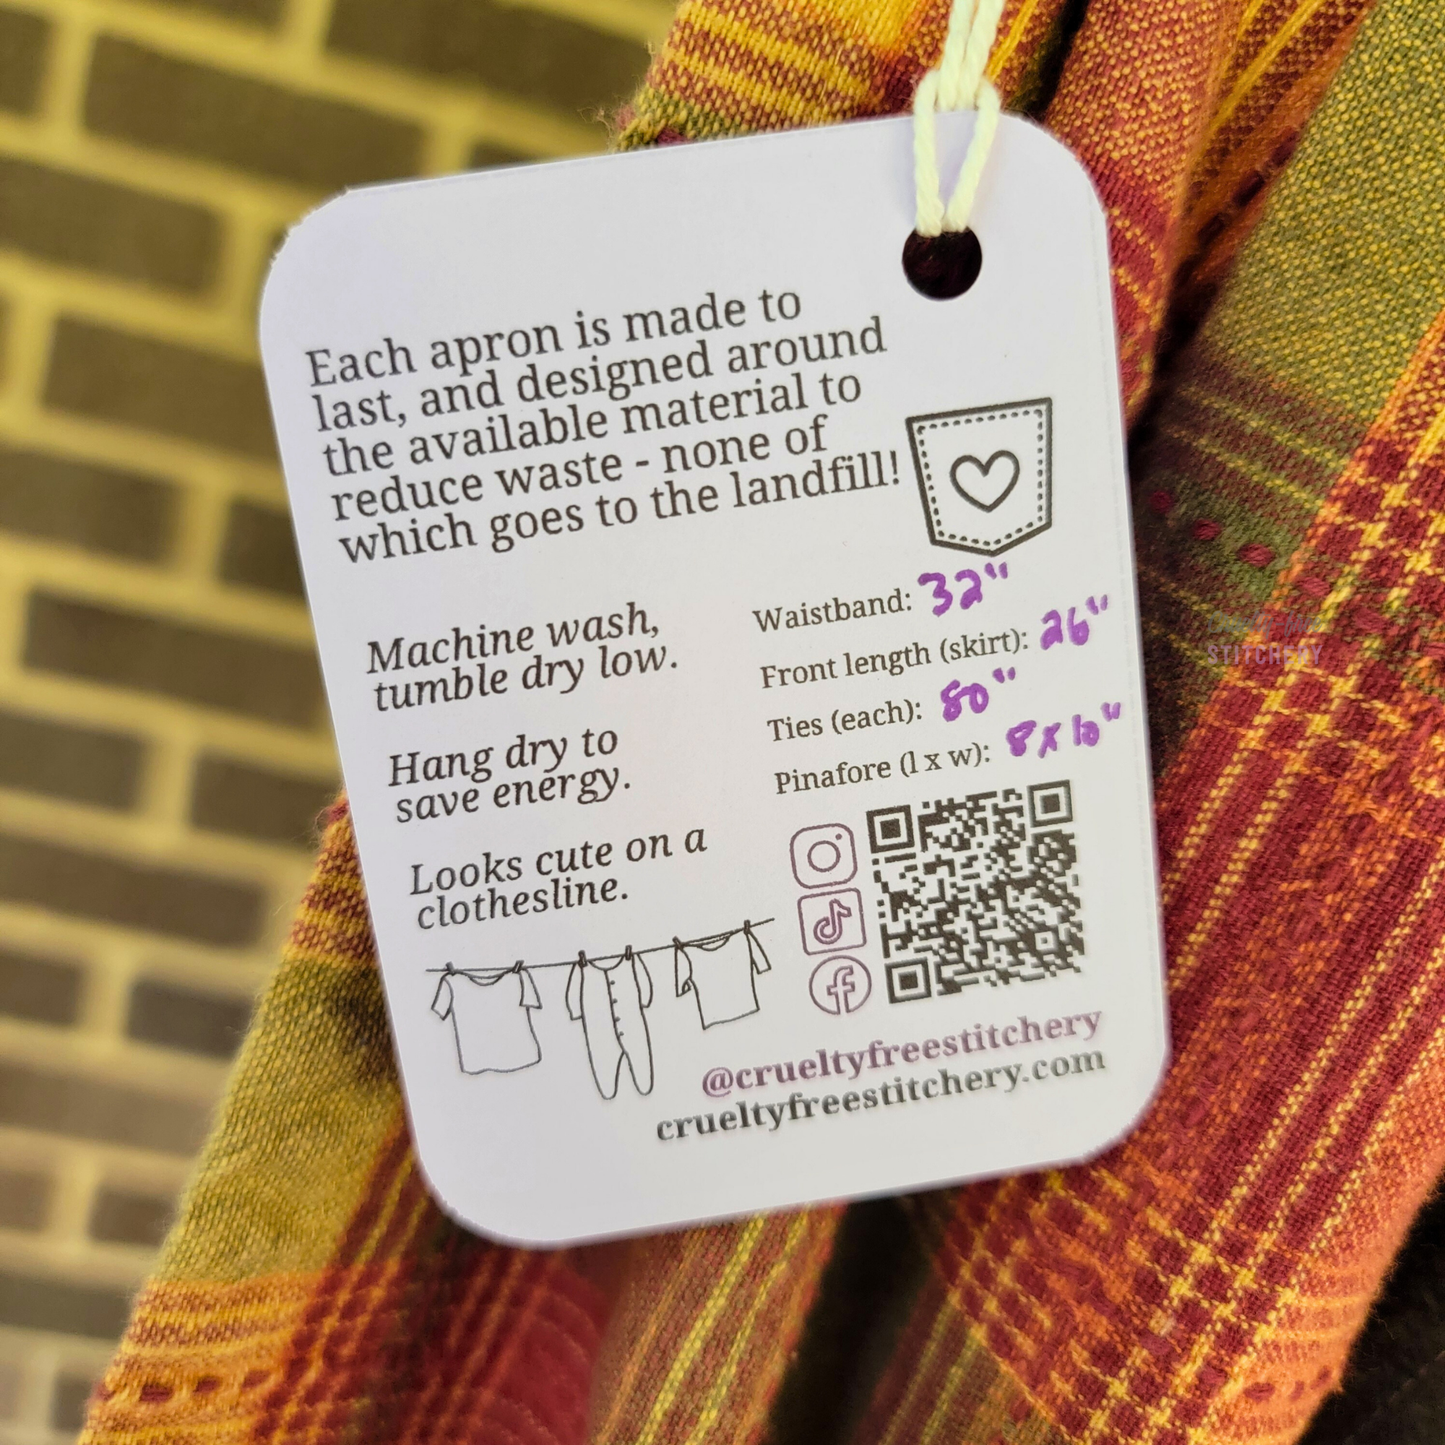 Each apron is made to
last, and designed around
the available material to
reduce waste - none of
which goes to the landfill!
Machine wash,
tumble dry low.
Hang dry to
save energy.
Looks cute on a
clothesline.
Waistband: 32"
Front length (skirt): 26"
Ties (each): 80"
Pinafore (l x w): 8 x 10"
@crueltyfreestitchery
crueltyfreestitchery.com
STITCHERY